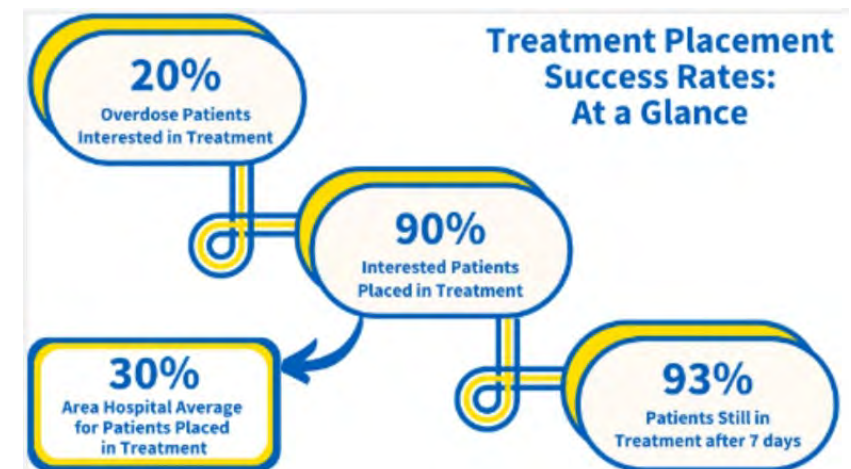 Treatment Placement
Success Rates:
At a Glance
20%
Overdose Patients
Interested in Treatment
90%
Interested Patients
Placed in Treatment
30%
Area Hospital Average
for Patients Placed
in Treatment
93%
Patients Still in
Treatment after 7 days